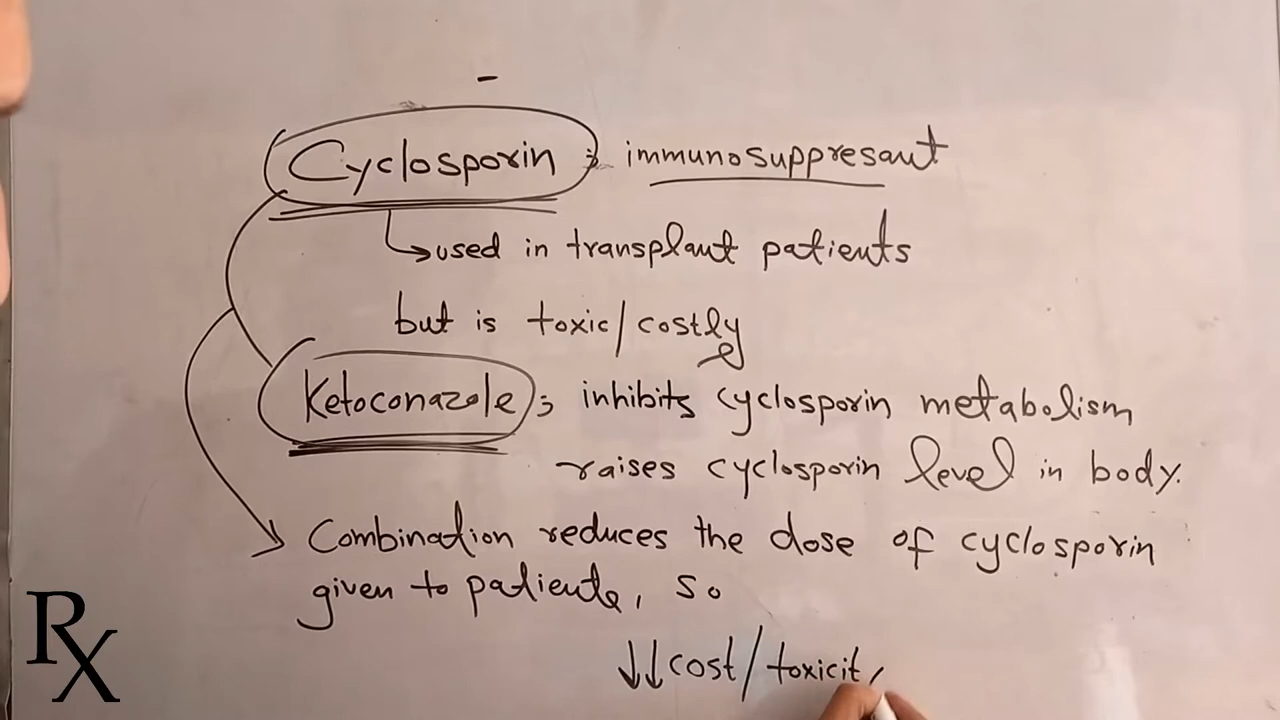 Cyclosporin : immunosuppresant
↳ used in transplant patients
but is toxic/costly
Ketoconazole : inhibits cyclosporin metabolism
raises cyclosporin level in body.
Combination reduces the dose of cyclosporin
given to patients, so
↓↓ cost/toxicity
RX